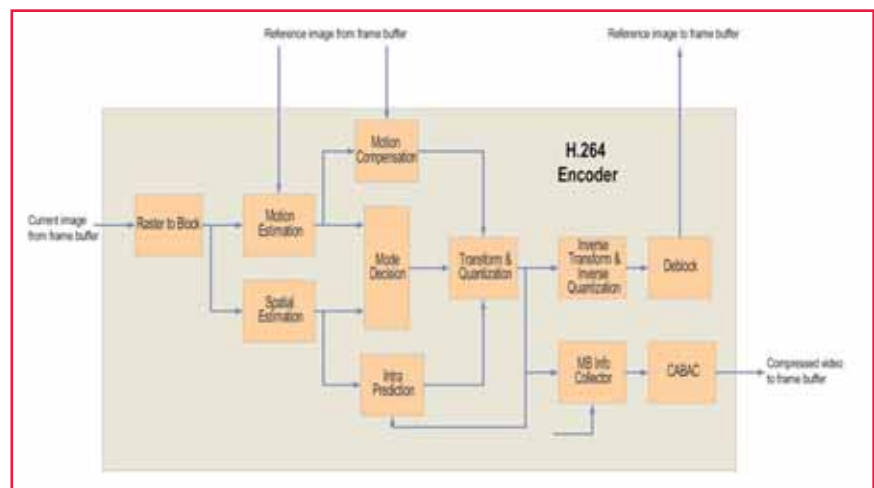 Reference image from frame buffer
Reference image to frame buffer
H.264
Encoder
Motion
Compensation
Current image
from frame buffer
Raster to Block
Motion
Estimation
Mode
Decision
Transform &
Quantization
Inverse
Transform &
Inverse
Quantization
Deblock
Spatial
Estimation
Intra
Prediction
MB Info
Collector
CABAC
Compressed video
to frame buffer